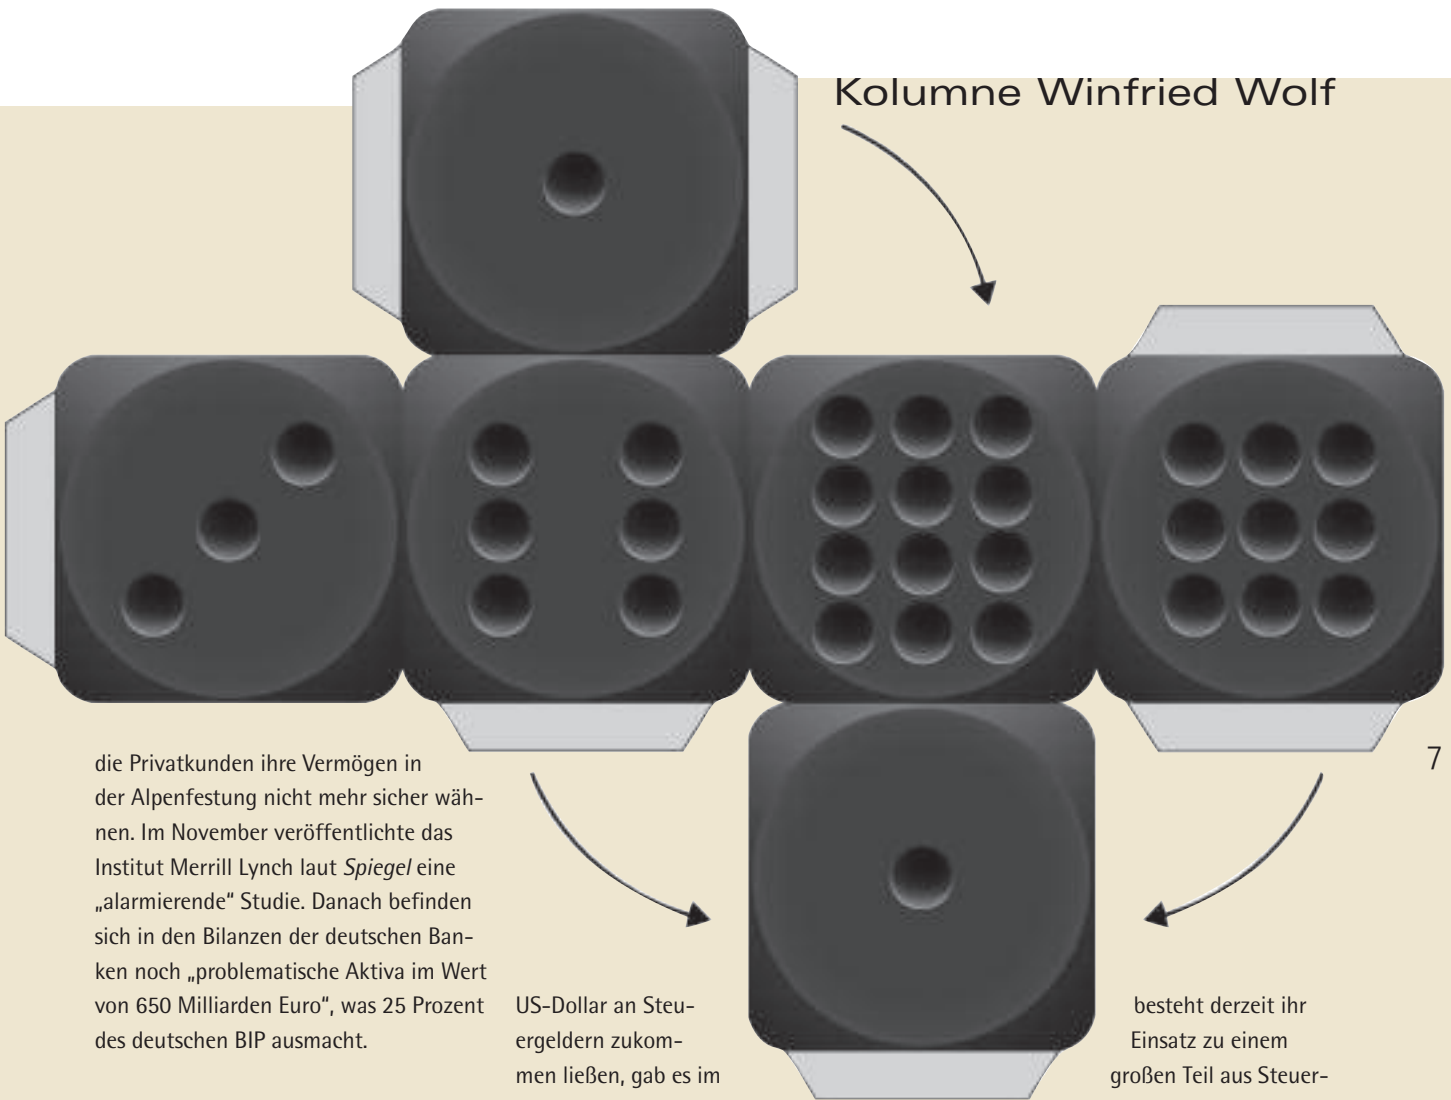 Kolumne Winfried Wolf
7
die Privatkunden ihre Vermögen in
der Alpenfestung nicht mehr sicher wäh-
nen. Im November veröffentlichte das
Institut Merrill Lynch laut Spiegel eine
„alarmierende“ Studie. Danach befinden
sich in den Bilanzen der deutschen Ban-
ken noch „problematische Aktiva im Wert
von 650 Milliarden Euro“, was 25 Prozent
des deutschen BIP ausmacht.
US-Dollar an Steu-
ergeldern zukom-
men ließen, gab es im
besteht derzeit ihr
Einsatz zu einem
großen Teil aus Steuer-